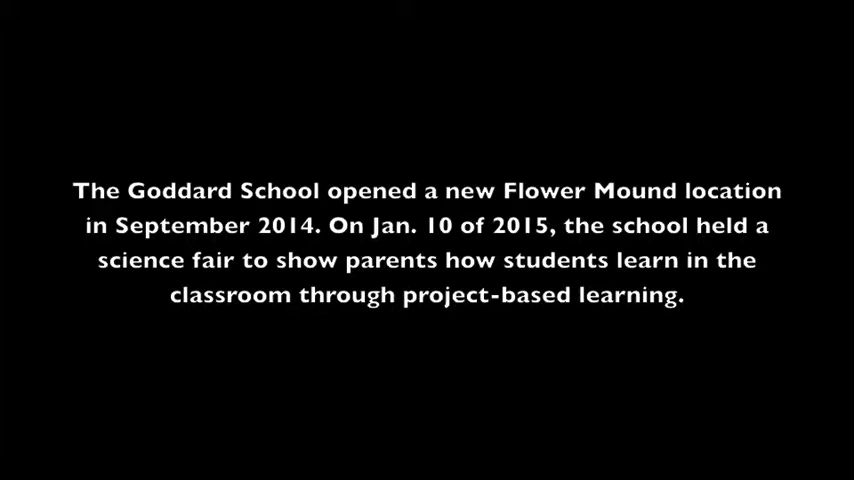 The Goddard School opened a new Flower Mound location
in September 2014. On Jan. 10 of 2015, the school held a
science fair to show parents how students learn in the
classroom through project-based learning.